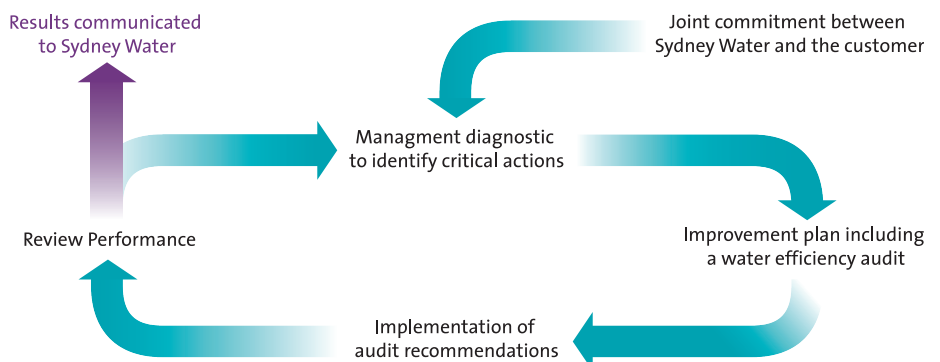 Results communicated
to Sydney Water
Joint commitment between
Sydney Water and the customer
Managment diagnostic
to identify critical actions
Review Performance
Improvement plan including
a water efficiency audit
Implementation of
audit recommendations